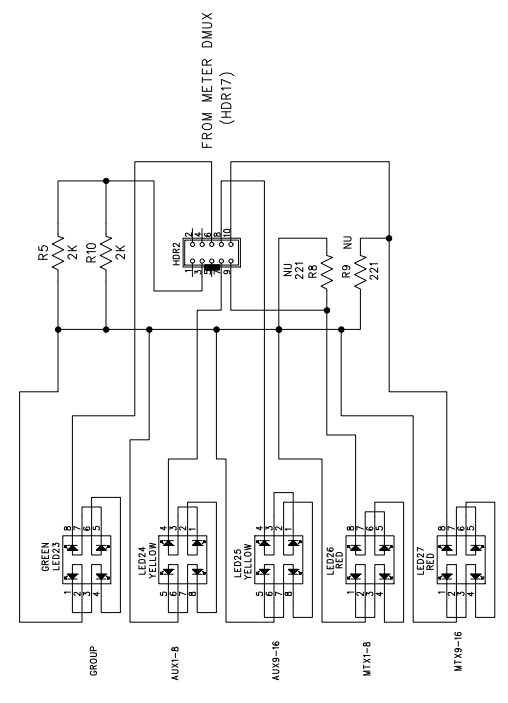 FROM METER DMUX
(HDR17)
R5
2K
R10
2K
HDR2
1 2
3 4
5 6
7 8
9 10
NU
221
R8
R9
NU
221
GREEN
LED23
1 8
2 7
3 6
4 5
GROUP
LED24
YELLOW
5 4
6 3
7 2
8 1
AUX1-8
LED25
YELLOW
5 4
6 3
7 2
8 1
AUX9-16
LED26
RED
1 8
2 7
3 6
4 5
MTX1-8
LED27
RED
1 8
2 7
3 6
4 5
MTX9-16